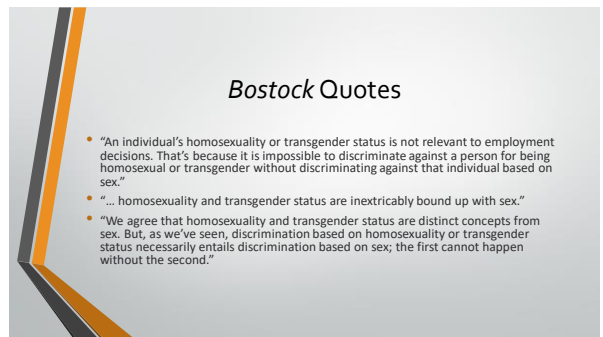 Bostock Quotes
• “An individual’s homosexuality or transgender status is not relevant to employment
decisions. That’s because it is impossible to discriminate against a person for being
homosexual or transgender without discriminating against that individual based on
sex.”
• “… homosexuality and transgender status are inextricably bound up with sex.”
• “We agree that homosexuality and transgender status are distinct concepts from
sex. But, as we’ve seen, discrimination based on homosexuality or transgender
status necessarily entails discrimination based on sex; the first cannot happen
without the second.”